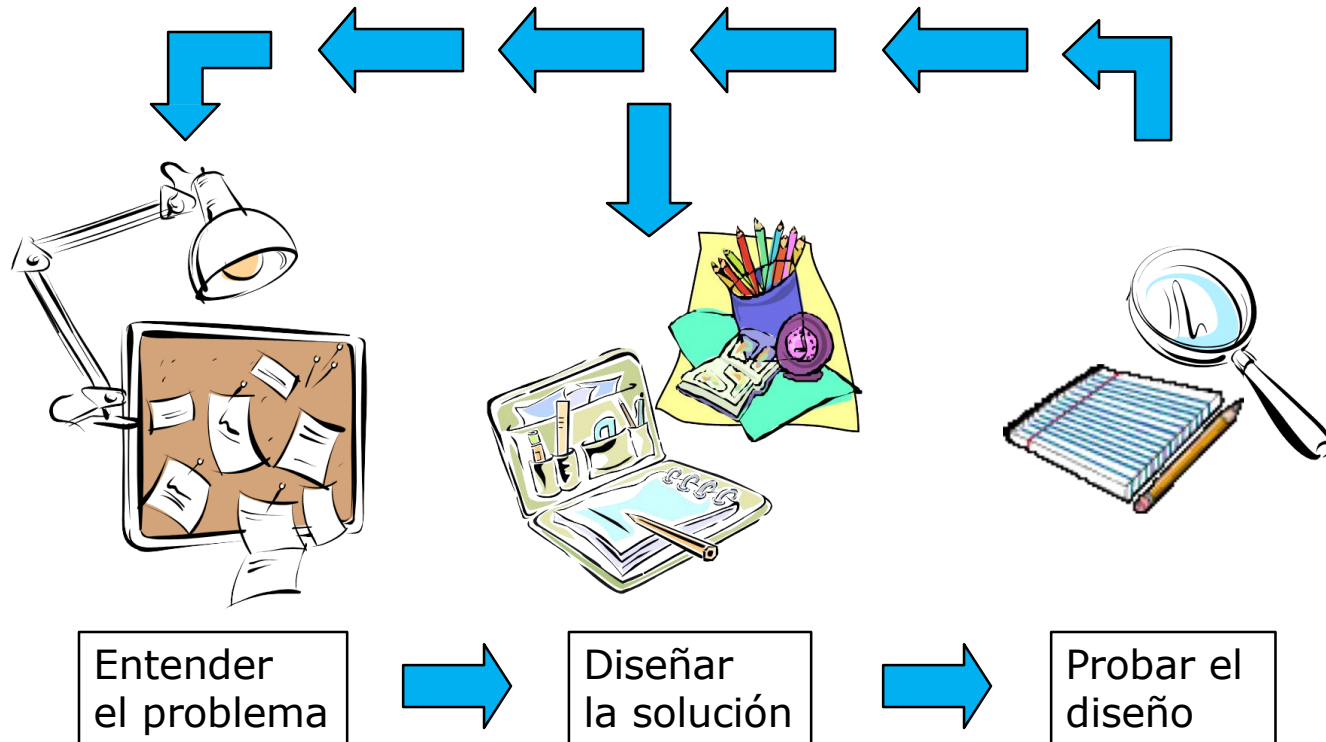 Entender
el problema
Diseñar
la solución
Probar el
diseño